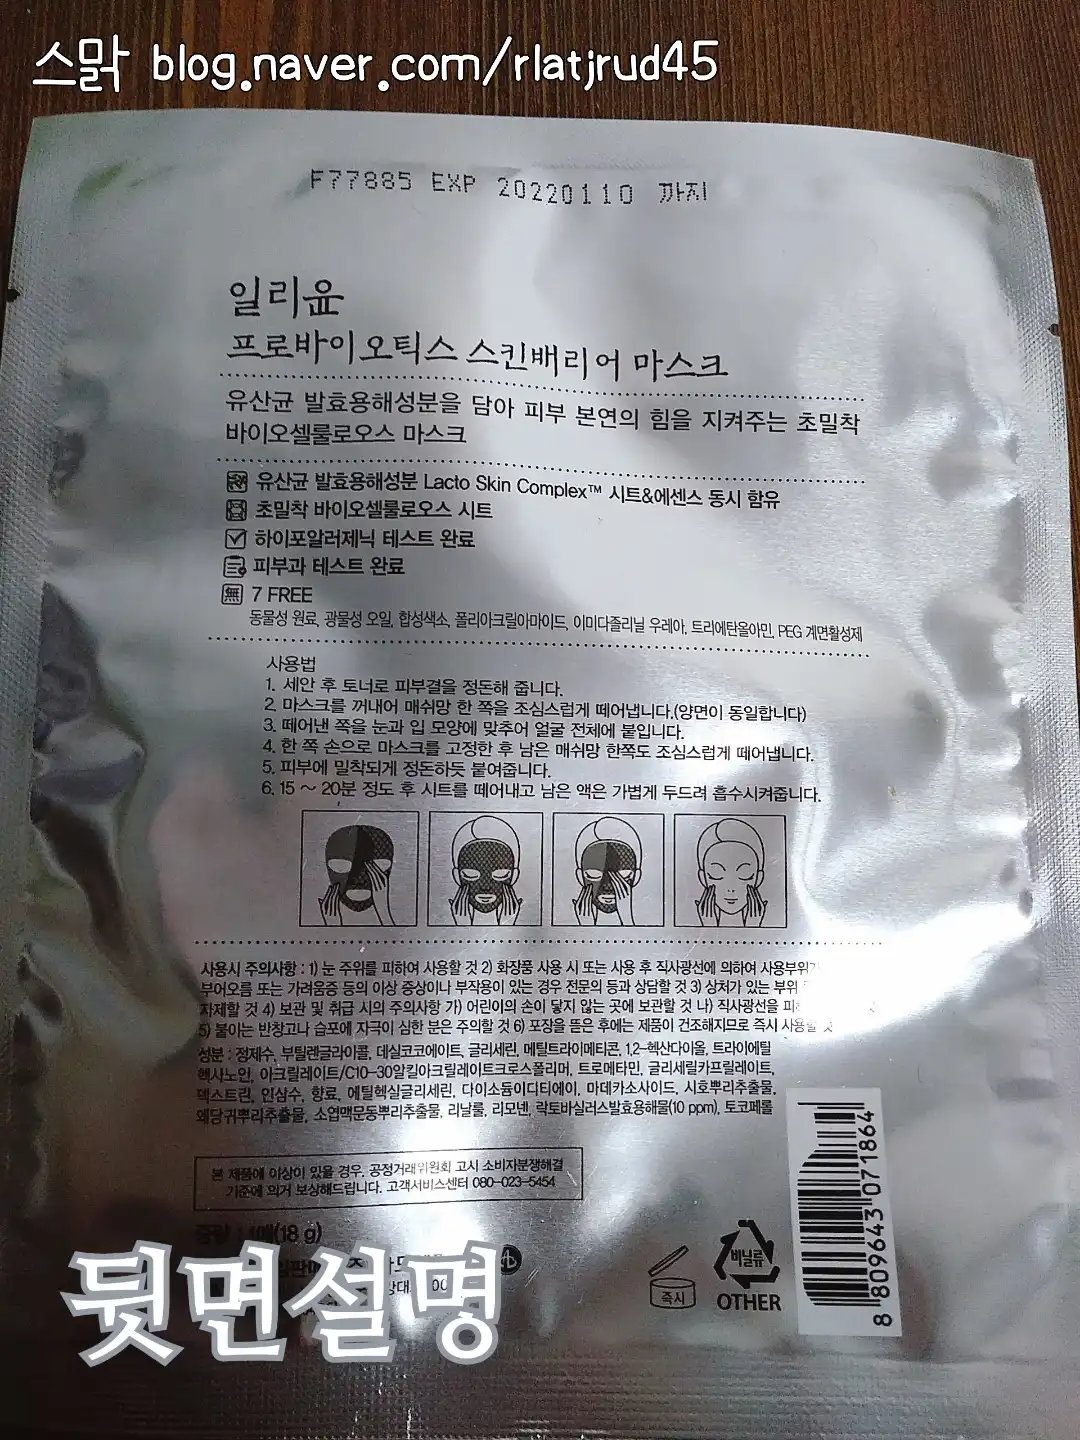 스맑 blog.naver.com/rlatjrud45
F77885 EXP 20220110 까지
일리윤
프로바이오틱스 스킨배리어 마스크
유산균 발효용해성분을 담아 피부 본연의 힘을 지켜주는 초밀착
바이오셀룰로오스 마스크
유산균 발효용해성분 Lacto Skin Complex™ 시트&에센스 동시 함유
초밀착 바이오셀룰로오스 시트
하이포알러제닉 테스트 완료
피부과 테스트 완료
無 7 FREE
동물성 원료, 광물성 오일, 합성색소, 폴리아크릴아마이드, 이미다졸리닐 우레아, 트리에탄올아민, PEG 계면활성제
사용법
1. 세안 후 토너로 피부결을 정돈해 줍니다.
2. 마스크를 꺼내어 매쉬망 한 쪽을 조심스럽게 떼어냅니다.(양면이 동일합니다)
3. 떼어낸 쪽을 눈과 입 모양에 맞추어 얼굴 전체에 붙입니다.
4. 한 쪽 손으로 마스크를 고정한 후 남은 매쉬망 한쪽도 조심스럽게 떼어냅니다.
5. 피부에 밀착되게 정돈하듯 붙여줍니다.
6. 15 ~ 20분 정도 후 시트를 떼어내고 남은 액은 가볍게 두드려 흡수시켜줍니다.
사용시 주의사항 : 1) 눈 주위를 피하여 사용할 것 2) 화장품 사용 시 또는 사용 후 직사광선에 의하여 사용부위가
부어오름 또는 가려움증 등의 이상 증상이나 부작용이 있는 경우 전문의 등과 상담할 것 3) 상처가 있는 부위
자제할 것 4) 보관 및 취급 시의 주의사항 가) 어린이의 손이 닿지 않는 곳에 보관할 것 나) 직사광선을
5) 붙이는 반창고나 습포에 자극이 심한 분은 주의할 것 6) 포장을 뜯은 후에는 제품이 건조해지므로 즉시 사용할 것
성분 : 정제수, 부틸렌글라이콜, 데실코코에이트, 글리세린, 메틸트라이메티콘, 1,2-헥산다이올, 트라이에틸
헥사노인, 아크릴레이트/C10-30알킬아크릴레이트크로스폴리머, 트로메타민, 글리세릴카프릴레이트,
덱스트린, 인삼수, 향료, 에틸헥실글리세린, 다이소듐이디티에이, 마데카소사이드, 시호뿌리추출물,
왜당귀뿌리추출물, 소엽맥문동뿌리추출물, 리날룰, 리모넨, 락토바실러스발효용해물(10 ppm), 토코페롤
본 제품에 이상이 있을 경우, 공정거래위원회 고시 소비자분쟁해결
기준에 의거 보상해드립니다. 고객서비스센터 080-023-5454
중량 : 1매(18 g)
뒷면설명
즉시
비닐류
OTHER
8 809643 071864